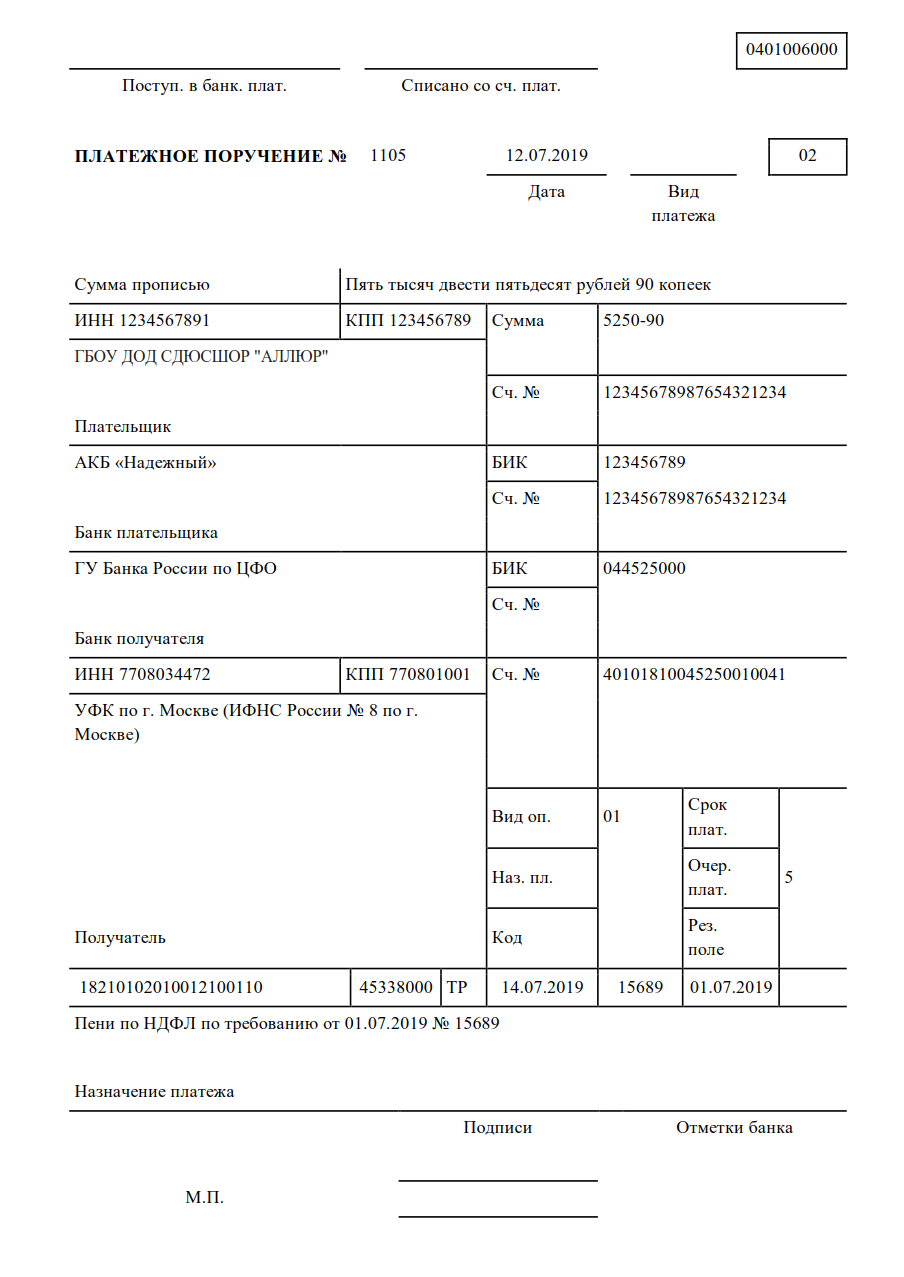 0401006000
Поступ. в банк. плат. Списано со сч. плат.
ПЛАТЕЖНОЕ ПОРУЧЕНИЕ № 1105 12.07.2019 02
Дата Вид
платежа
Сумма прописью Пять тысяч двести пятьдесят рублей 90 копеек
ИНН 1234567891 КПП 123456789 Сумма 5250-90
ГБОУ ДОД СДЮСШОР "АЛЛЮР"
Сч. № 12345678987654321234
Плательщик
АКБ «Надежный» БИК 123456789
Сч. № 12345678987654321234
Банк плательщика
ГУ Банка России по ЦФО БИК 044525000
Сч. №
Банк получателя
ИНН 7708034472 КПП 770801001 Сч. № 40101810045250010041
УФК по г. Москве (ИФНС России № 8 по г.
Москве)
Вид оп. 01 Срок
плат.
Наз. пл. Очер.
плат. 5
Получатель Код Рез.
поле
18210102010012100110 45338000 ТР 14.07.2019 15689 01.07.2019
Пени по НДФЛ по требованию от 01.07.2019 № 15689
Назначение платежа
Подписи Отметки банка
М.П.